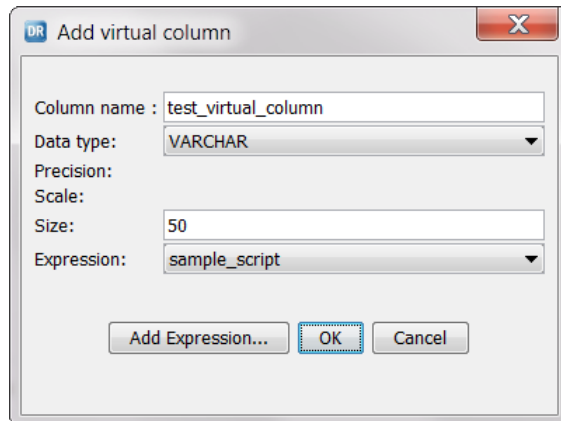 DR Add virtual column X
Column name : test_virtual_column
Data type: VARCHAR
Precision:
Scale:
Size: 50
Expression: sample_script
Add Expression... OK Cancel